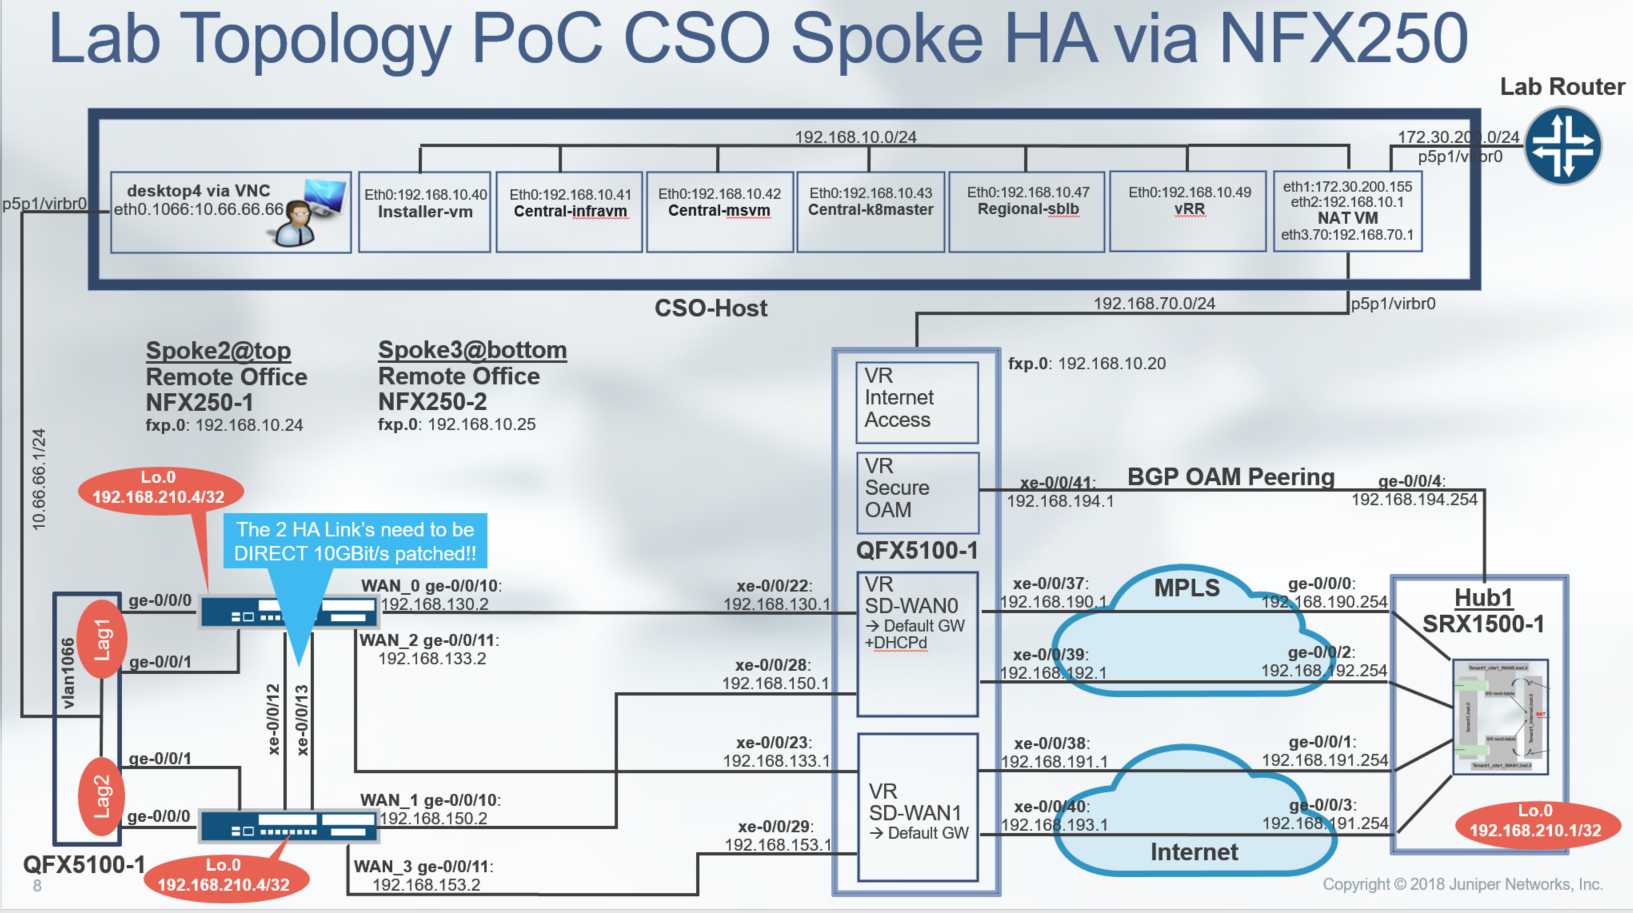 Lab Topology PoC CSO Spoke HA via NFX250
Lab Router
192.168.10.0/24
172.30.200.0/24
p5p1/virbr0
p5p1/virbr0
desktop4 via VNC
eth0.1066:10.66.66.66
Eth0:192.168.10.40
Installer-vm
Eth0:192.168.10.41
Central-infravm
Eth0:192.168.10.42
Central-msvm
Eth0:192.168.10.43
Central-k8master
Eth0:192.168.10.47
Regional-sblb
Eth0:192.168.10.49
vRR
eth1:172.30.200.155
eth2:192.168.10.1
NAT VM
eth3.70:192.168.70.1
CSO-Host
192.168.70.0/24
p5p1/virbr0
Spoke2@top
Remote Office
NFX250-1
fxp.0: 192.168.10.24
Spoke3@bottom
Remote Office
NFX250-2
fxp.0: 192.168.10.25
fxp.0: 192.168.10.20
VR
Internet
Access
VR
Secure
OAM
QFX5100-1
10.66.66.1/24
Lo.0
192.168.210.4/32
The 2 HA Link's need to be
DIRECT 10GBit/s patched!!
xe-0/0/41:
192.168.194.1
BGP OAM Peering
ge-0/0/4:
192.168.194.254
vlan1066
Lag1
ge-0/0/0
ge-0/0/1
WAN_0 ge-0/0/10:
192.168.130.2
WAN_2 ge-0/0/11:
192.168.133.2
xe-0/0/22:
192.168.130.1
xe-0/0/28:
192.168.150.1
VR
SD-WAN0
→ Default GW
+DHCPd
xe-0/0/37:
192.168.190.1
xe-0/0/39:
192.168.192.1
MPLS
ge-0/0/0:
192.168.190.254
ge-0/0/2:
192.168.192.254
Hub1
SRX1500-1
xe-0/0/12
xe-0/0/13
Lag2
ge-0/0/1
ge-0/0/0
WAN_1 ge-0/0/10:
192.168.150.2
WAN_3 ge-0/0/11:
192.168.153.2
xe-0/0/23:
192.168.133.1
xe-0/0/29:
192.168.153.1
VR
SD-WAN1
→ Default GW
xe-0/0/38:
192.168.191.1
xe-0/0/40:
192.168.193.1
Internet
ge-0/0/1:
192.168.191.254
ge-0/0/3:
192.168.191.254
NAT
Lo.0
192.168.210.1/32
QFX5100-1
Lo.0
192.168.210.4/32
8
Copyright © 2018 Juniper Networks, Inc.